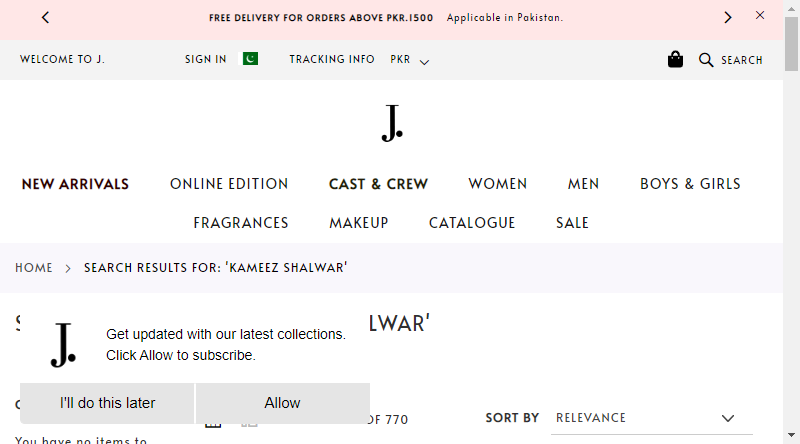 FREE DELIVERY FOR ORDERS ABOVE PKR.1500 Applicable in Pakistan.
WELCOME TO J. SIGN IN TRACKING INFO PKR SEARCH
J.
NEW ARRIVALS ONLINE EDITION CAST & CREW WOMEN MEN BOYS & GIRLS
FRAGRANCES MAKEUP CATALOGUE SALE
HOME SEARCH RESULTS FOR: 'KAMEEZ SHALWAR'
LWAR'
J.
Get updated with our latest collections.
Click Allow to subscribe.
I'll do this later Allow
OF 770 SORT BY RELEVANCE
You have no items to